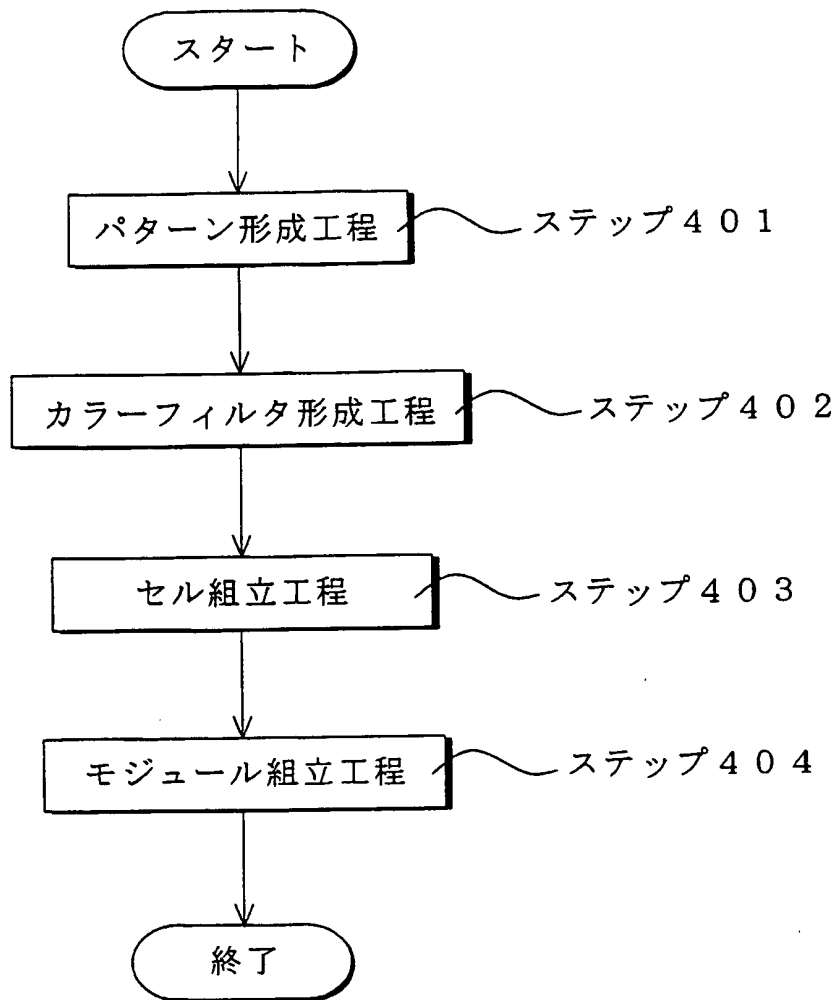 スタート
パターン形成工程 ステップ401
カラーフィルタ形成工程 ステップ402
セル組立工程 ステップ403
モジュール組立工程 ステップ404
終了